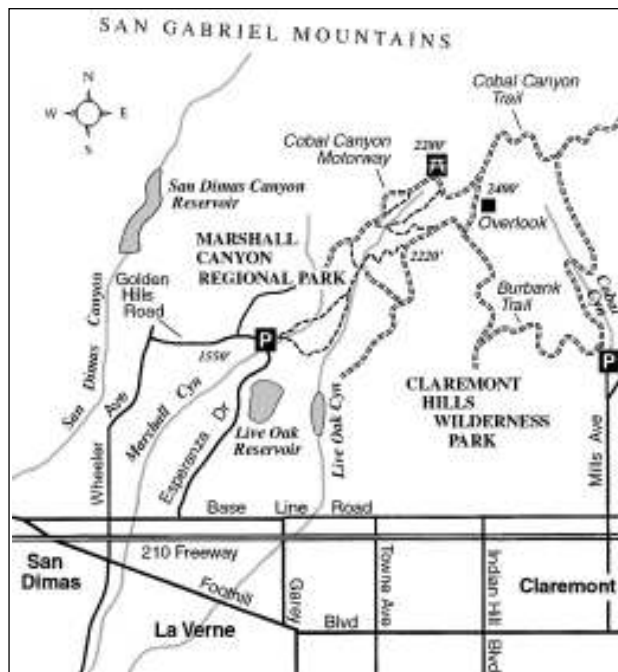 SAN GABRIEL MOUNTAINS
N
W E
S
Cobal Canyon
Trail
Cobal Canyon
Motorway
2200'
2400'
Overlook
San Dimas Canyon
Reservoir
MARSHALL
CANYON
REGIONAL PARK
2220'
Golden
Hills
Road
Burbank
Trail
Cobal
Cyn
P
1550'
P
San Dimas Canyon
Marshall Cyn
Live Oak
Reservoir
Live Oak Cyn
CLAREMONT
HILLS
WILDERNESS
PARK
Wheeler Ave
Esperanza Dr
Mills Ave
Base Line Road
210 Freeway
San
Dimas
Foothill
Blvd
Garey
Towne Ave
Indian Hill
Blvd
Claremont
La Verne